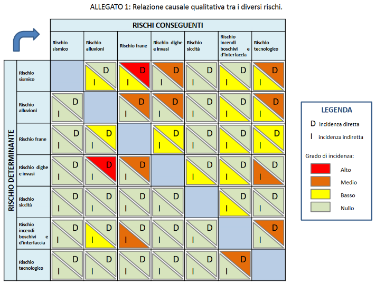 ALLEGATO 1: Relazione causale qualitativa tra i diversi rischi.
RISCHI CONSEGUENTI
Rischio sismico
Rischio alluvioni
Rischio frane
Rischio dighe e invasi
Rischio siccità
Rischio incendi boschivi e d'interfaccia
Rischio tecnologico
RISCHIO DETERMINANTE
Rischio sismico
D D D D D D
I I I I I I
Rischio alluvioni
D D D D D D
I I I I I I
Rischio frane
D D D D D D
I I I I I I
Rischio dighe e invasi
D D D D D D
I I I I I I
Rischio siccità
D D D D D D
I I I I I I
Rischio incendi boschivi e d'interfaccia
D D D D D D
I I I I I I
Rischio tecnologico
D D D D D D
I I I I I I
LEGENDA
D Incidenza diretta
I Incidenza indiretta
Grado di incidenza:
Alto
Medio
Basso
Nullo